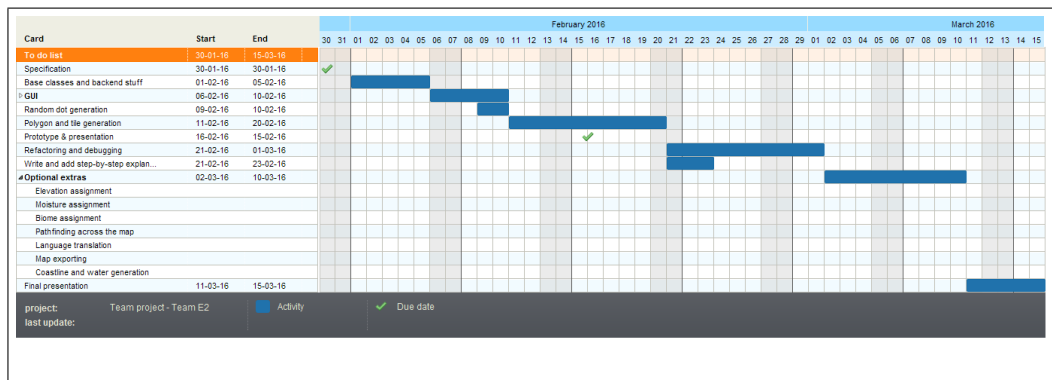 February 2016 March 2016
Card Start End 30 31 01 02 03 04 05 06 07 08 09 10 11 12 13 14 15 16 17 18 19 20 21 22 23 24 25 26 27 28 29 01 02 03 04 05 06 07 08 09 10 11 12 13 14 15
To do list 30-01-16 15-03-16
Specification 30-01-16 30-01-16
Base classes and backend stuff 01-02-16 05-02-16
GUI 06-02-16 10-02-16
Random dot generation 09-02-16 10-02-16
Polygon and tile generation 11-02-16 20-02-16
Prototype & presentation 16-02-16 15-02-16
Refactoring and debugging 21-02-16 01-03-16
Write and add step-by-step explan... 21-02-16 23-02-16
Optional extras 02-03-16 10-03-16
Elevation assignment
Moisture assignment
Biome assignment
Pathfinding across the map
Language translation
Map exporting
Coastline and water generation
Final presentation 11-03-16 15-03-16
project: Team project - Team E2 Activity Due date
last update: